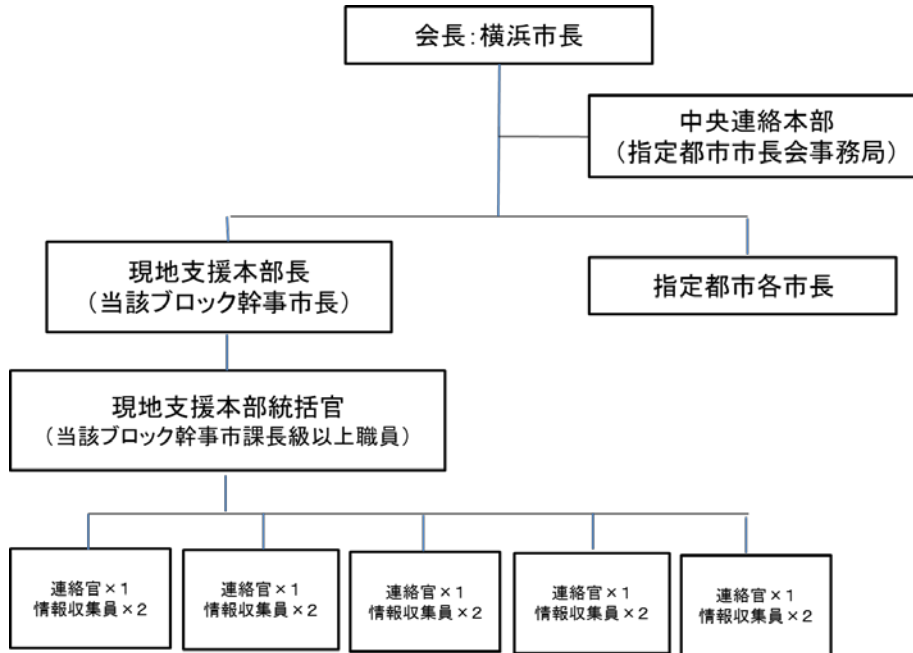 会長：横浜市長
中央連絡本部
（指定都市市長会事務局）
現地支援本部長
（当該ブロック幹事市長）
指定都市各市長
現地支援本部統括官
（当該ブロック幹事市課長級以上職員）
連絡官×１
情報収集員×２
連絡官×１
情報収集員×２
連絡官×１
情報収集員×２
連絡官×１
情報収集員×２
連絡官×１
情報収集員×２